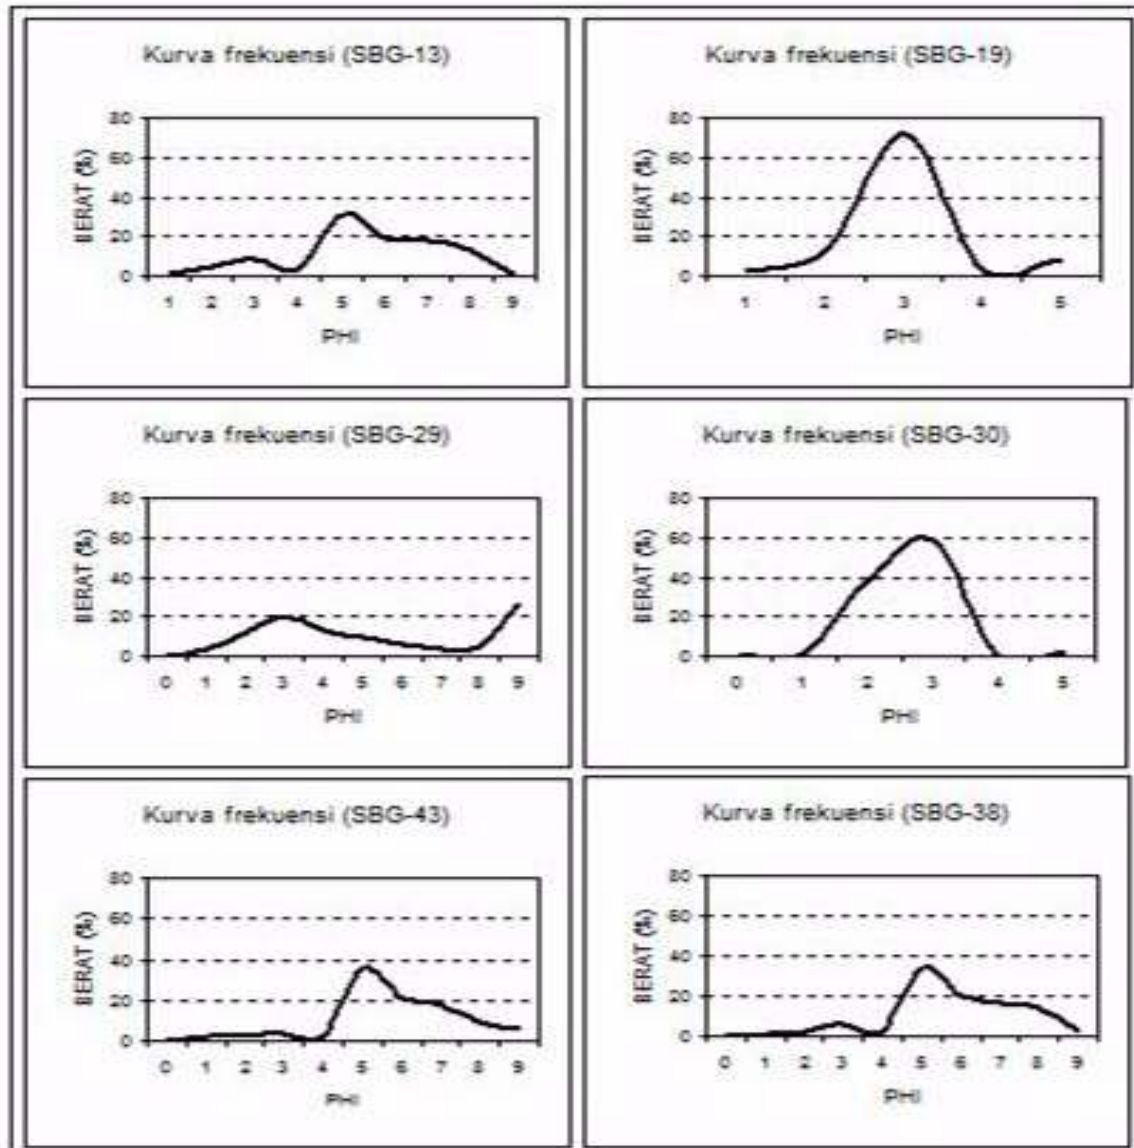 Kurva frekuensi (SBG-13)
80
60
40
20
0
BERAT (%)
1 2 3 4 5 6 7 8 9
PHI
Kurva frekuensi (SBG-19)
80
60
40
20
0
BERAT (%)
1 2 3 4 5
PHI
Kurva frekuensi (SBG-29)
80
60
40
20
0
BERAT (%)
0 1 2 3 4 5 6 7 8 9
PHI
Kurva frekuensi (SBG-30)
80
60
40
20
0
BERAT (%)
0 1 2 3 4 5
PHI
Kurva frekuensi (SBG-43)
80
60
40
20
0
BERAT (%)
0 1 2 3 4 5 6 7 8 9
PHI
Kurva frekuensi (SBG-38)
80
60
40
20
0
BERAT (%)
0 1 2 3 4 5 6 7 8 9
PHI